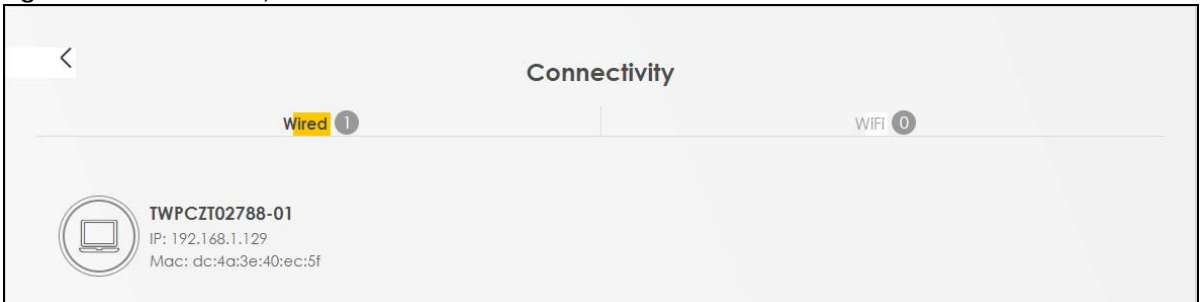 Connectivity
Wired 1
WiFi 0
TWPCZT02788-01
IP: 192.168.1.129
Mac: dc:4a:3e:40:ec:5f